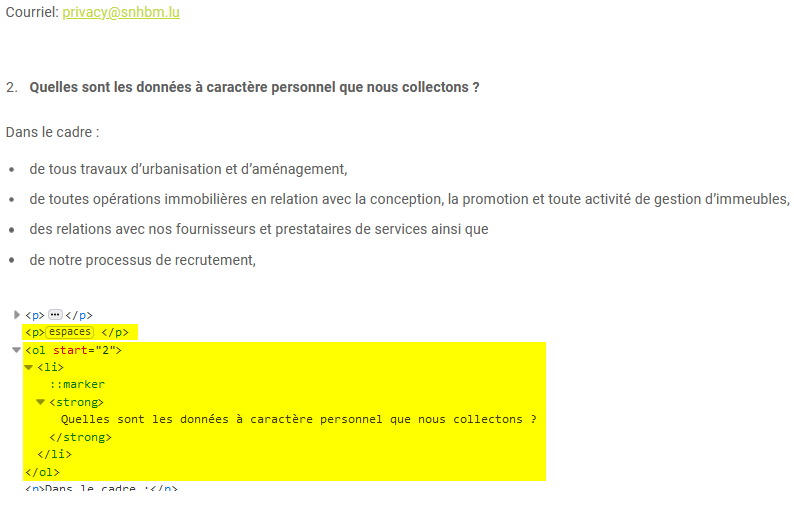 Courriel: privacy@snhbm.lu
2. Quelles sont les données à caractère personnel que nous collectons ?
Dans le cadre :
• de tous travaux d’urbanisation et d’aménagement,
• de toutes opérations immobilières en relation avec la conception, la promotion et toute activité de gestion d’immeubles,
• des relations avec nos fournisseurs et prestataires de services ainsi que
• de notre processus de recrutement,
<p>⋯</p>
<p>espaces </p>
<ol start="2">
<li>
::marker
<strong>
Quelles sont les données à caractère personnel que nous collectons ?
</strong>
</li>
</ol>
<p>Dans le cadre :</p>